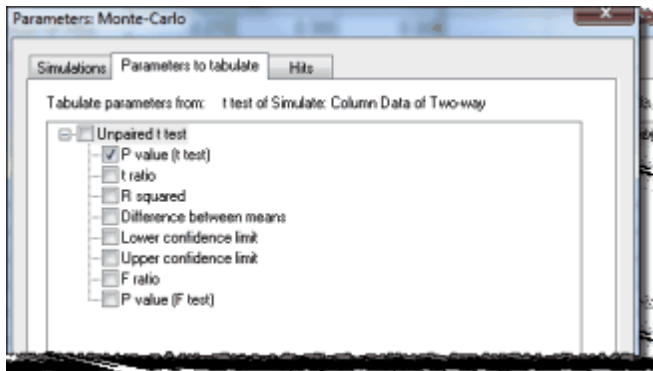 Parameters: Monte-Carlo
Simulations Parameters to tabulate Hits
Tabulate parameters from: t test of Simulate: Column Data of Two-way
Unpaired t test
P value (t test)
t ratio
R squared
Difference between means
Lower confidence limit
Upper confidence limit
F ratio
P value (F test)